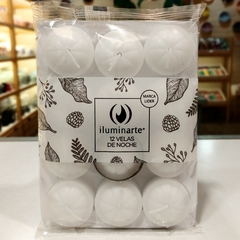 MARCA
LIDER
iluminarte®
12 VELAS
DE NOCHE